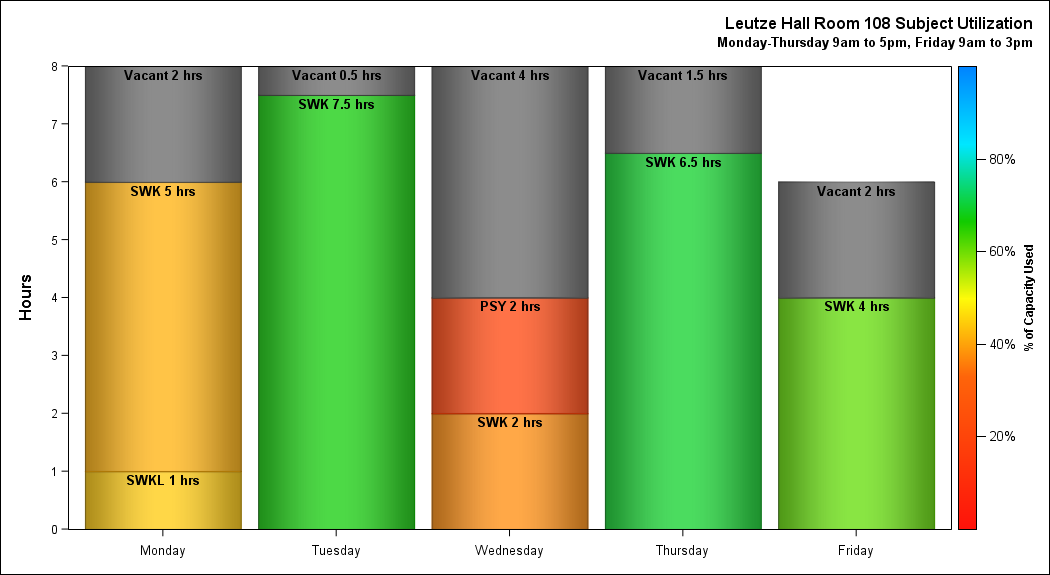 Leutze Hall Room 108 Subject Utilization
Monday-Thursday 9am to 5pm, Friday 9am to 3pm
8
7
6
5
4
3
2
1
0
Hours
Vacant 2 hrs
SWK 5 hrs
SWKL 1 hrs
Vacant 0.5 hrs
SWK 7.5 hrs
Vacant 4 hrs
PSY 2 hrs
SWK 2 hrs
Vacant 1.5 hrs
SWK 6.5 hrs
Vacant 2 hrs
SWK 4 hrs
Monday
Tuesday
Wednesday
Thursday
Friday
80%
60%
40%
20%
% of Capacity Used